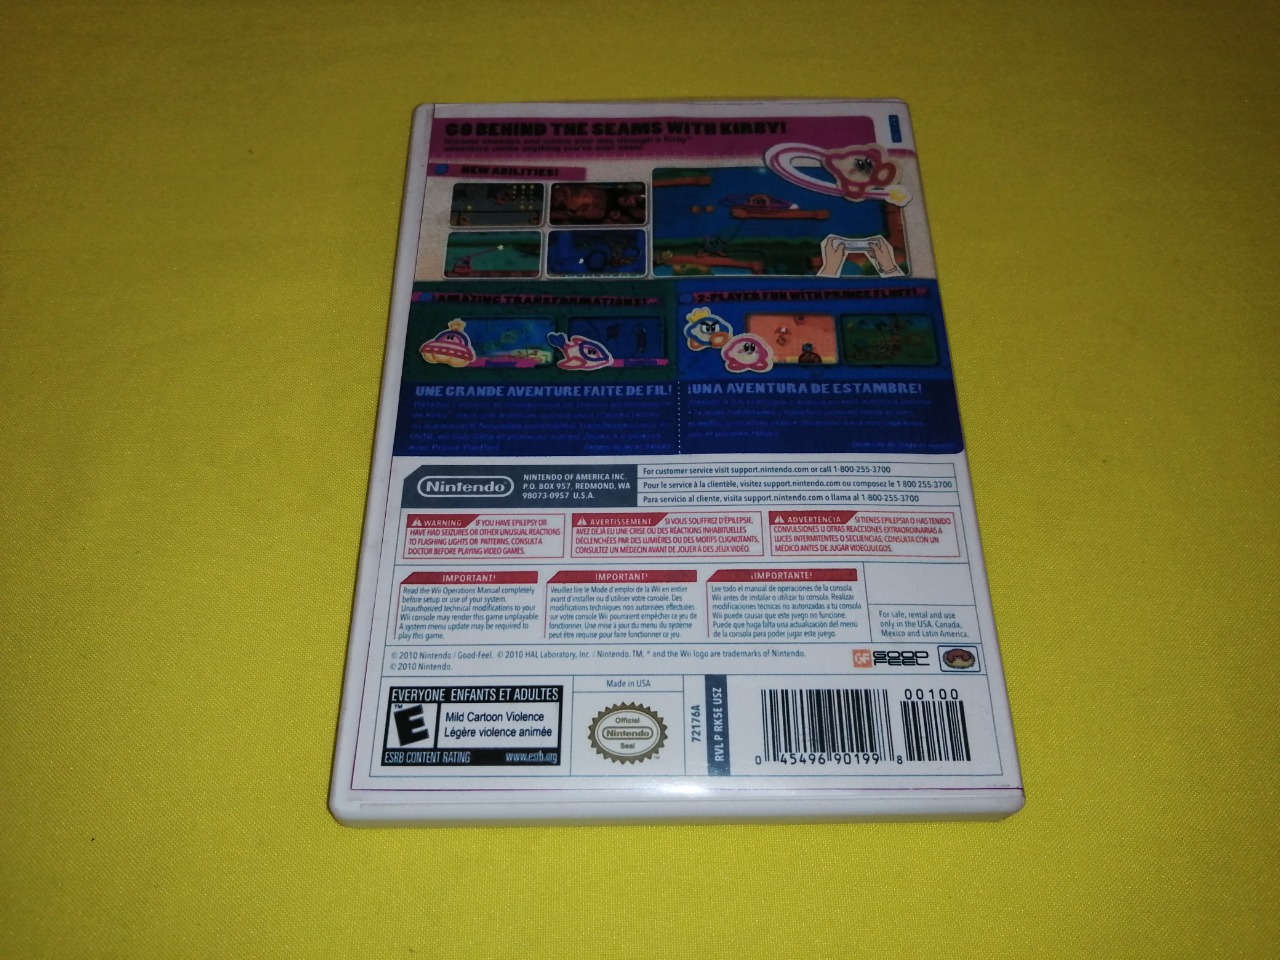 GO BEHIND THE SEAMS WITH KIRBY!
Unravel enemies and zip your way through a Kirby™
adventure unlike anything you've ever seen!
NEW ABILITIES!
AMAZING TRANSFORMATIONS!
2-PLAYER FUN WITH PRINCE FLUFF!
UNE GRANDE AVENTURE FAITE DE FIL!
¡UNA AVENTURA DE ESTAMBRE!
Nintendo
NINTENDO OF AMERICA INC.
P.O. BOX 957, REDMOND, WA
98073-0957 U.S.A.
For customer service visit support.nintendo.com or call 1-800-255-3700
Pour le service à la clientèle, visitez support.nintendo.com ou composez le 1 800 255-3700
Para servicio al cliente, visita support.nintendo.com o llama al 1-800-255-3700
WARNING IF YOU HAVE EPILEPSY OR
HAVE HAD SEIZURES OR OTHER UNUSUAL REACTIONS
TO FLASHING LIGHTS OR PATTERNS, CONSULT A
DOCTOR BEFORE PLAYING VIDEO GAMES.
AVERTISSEMENT SI VOUS SOUFFREZ D'ÉPILEPSIE,
AVEZ DÉJÀ EU UNE CRISE OU DES RÉACTIONS INHABITUELLES
DÉCLENCHÉES PAR DES LUMIÈRES OU DES MOTIFS CLIGNOTANTS,
CONSULTEZ UN MÉDECIN AVANT DE JOUER À DES JEUX VIDÉO.
ADVERTENCIA SI TIENES EPILEPSIA O HAS TENIDO
CONVULSIONES U OTRAS REACCIONES EXTRAORDINARIAS A
LUCES INTERMITENTES O SECUENCIAS, CONSULTA CON UN
MÉDICO ANTES DE JUGAR VIDEOJUEGOS.
IMPORTANT!
Read the Wii Operations Manual completely
before setup or use of your system.
Unauthorized technical modifications to your
Wii console may render this game unplayable.
A system menu update may be required to
play this game.
IMPORTANT!
Veuillez lire le Mode d'emploi de la Wii en entier
avant d'installer ou d'utiliser votre console. Des
modifications techniques non autorisées effectuées
sur votre console Wii pourraient empêcher ce jeu de
fonctionner. Une mise à jour du menu du système
peut être requise pour faire fonctionner ce jeu.
¡IMPORTANTE!
Lee todo el manual de operaciones de la consola
Wii antes de instalar o utilizar tu consola. Realizar
modificaciones técnicas no autorizadas a tu consola
Wii puede causar que este juego no funcione.
Puede que haga falta una actualización del menú
de la consola para poder jugar este juego.
For sale, rental and use
only in the USA, Canada,
Mexico and Latin America.
© 2010 Nintendo / Good-Feel. © 2010 HAL Laboratory, Inc. / Nintendo. TM, ® and the Wii logo are trademarks of Nintendo.
© 2010 Nintendo.
GF GOOD
FEEL
EVERYONE ENFANTS ET ADULTES
E
Mild Cartoon Violence
Légère violence animée
ESRB CONTENT RATING www.esrb.org
Made in USA
Official
Nintendo
Seal
72176A
RVL P RK5E USZ
0 45496 90199 8
00100